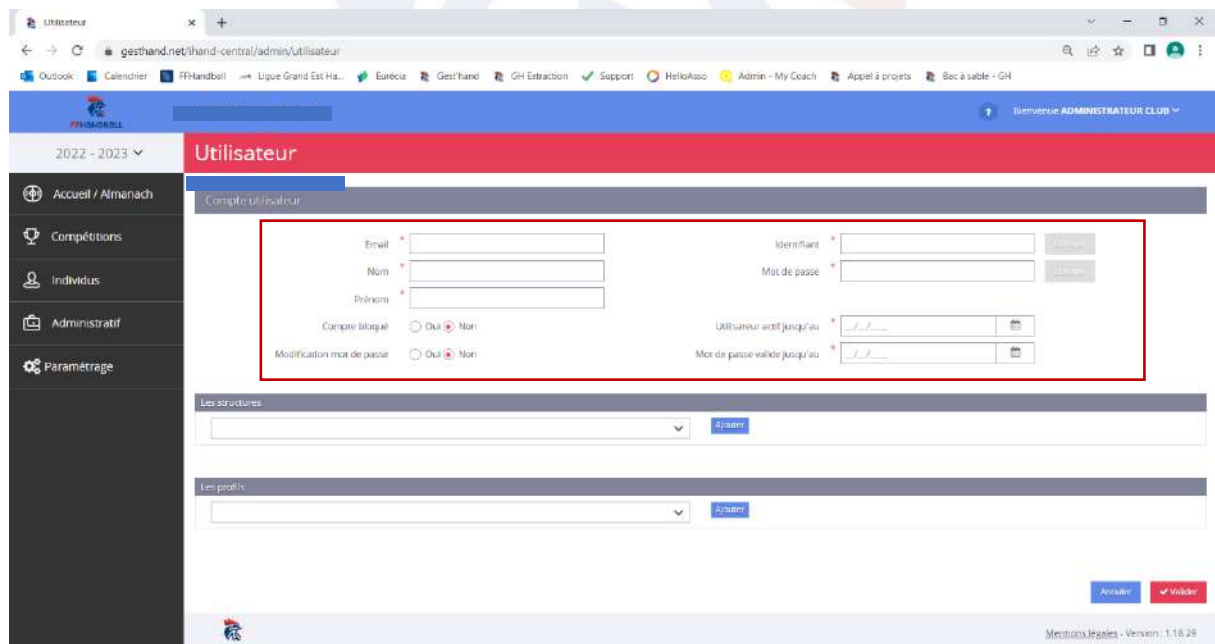 Utilisateur
gesthand.net/ihand-central/admin/utilisateur
Outlook Calendrier FFHandball Ligue Grand Est Ha... Eurécia Gest'hand GH Extraction Support HelloAsso Admin - My Coach Appel à projets Bac à sable - GH
FFHANDBALL
? Bienvenue ADMINISTRATEUR CLUB
2022 - 2023 Utilisateur
Accueil / Almanach
Compte utilisateur
Compétitions
Individus
Administratif
Paramétrage
Email * Identifiant *
Nom * Mot de passe *
Prénom *
Compre bloqué Oui Non Utilisateur actif jusqu'au * _/_/___
Modification mot de passe Oui Non Mot de passe valide jusqu'au * _/_/___
Les structures
Ajouter
Les profils
Ajouter
Annuler Valider
Mentions légales - Version : 1.18.29